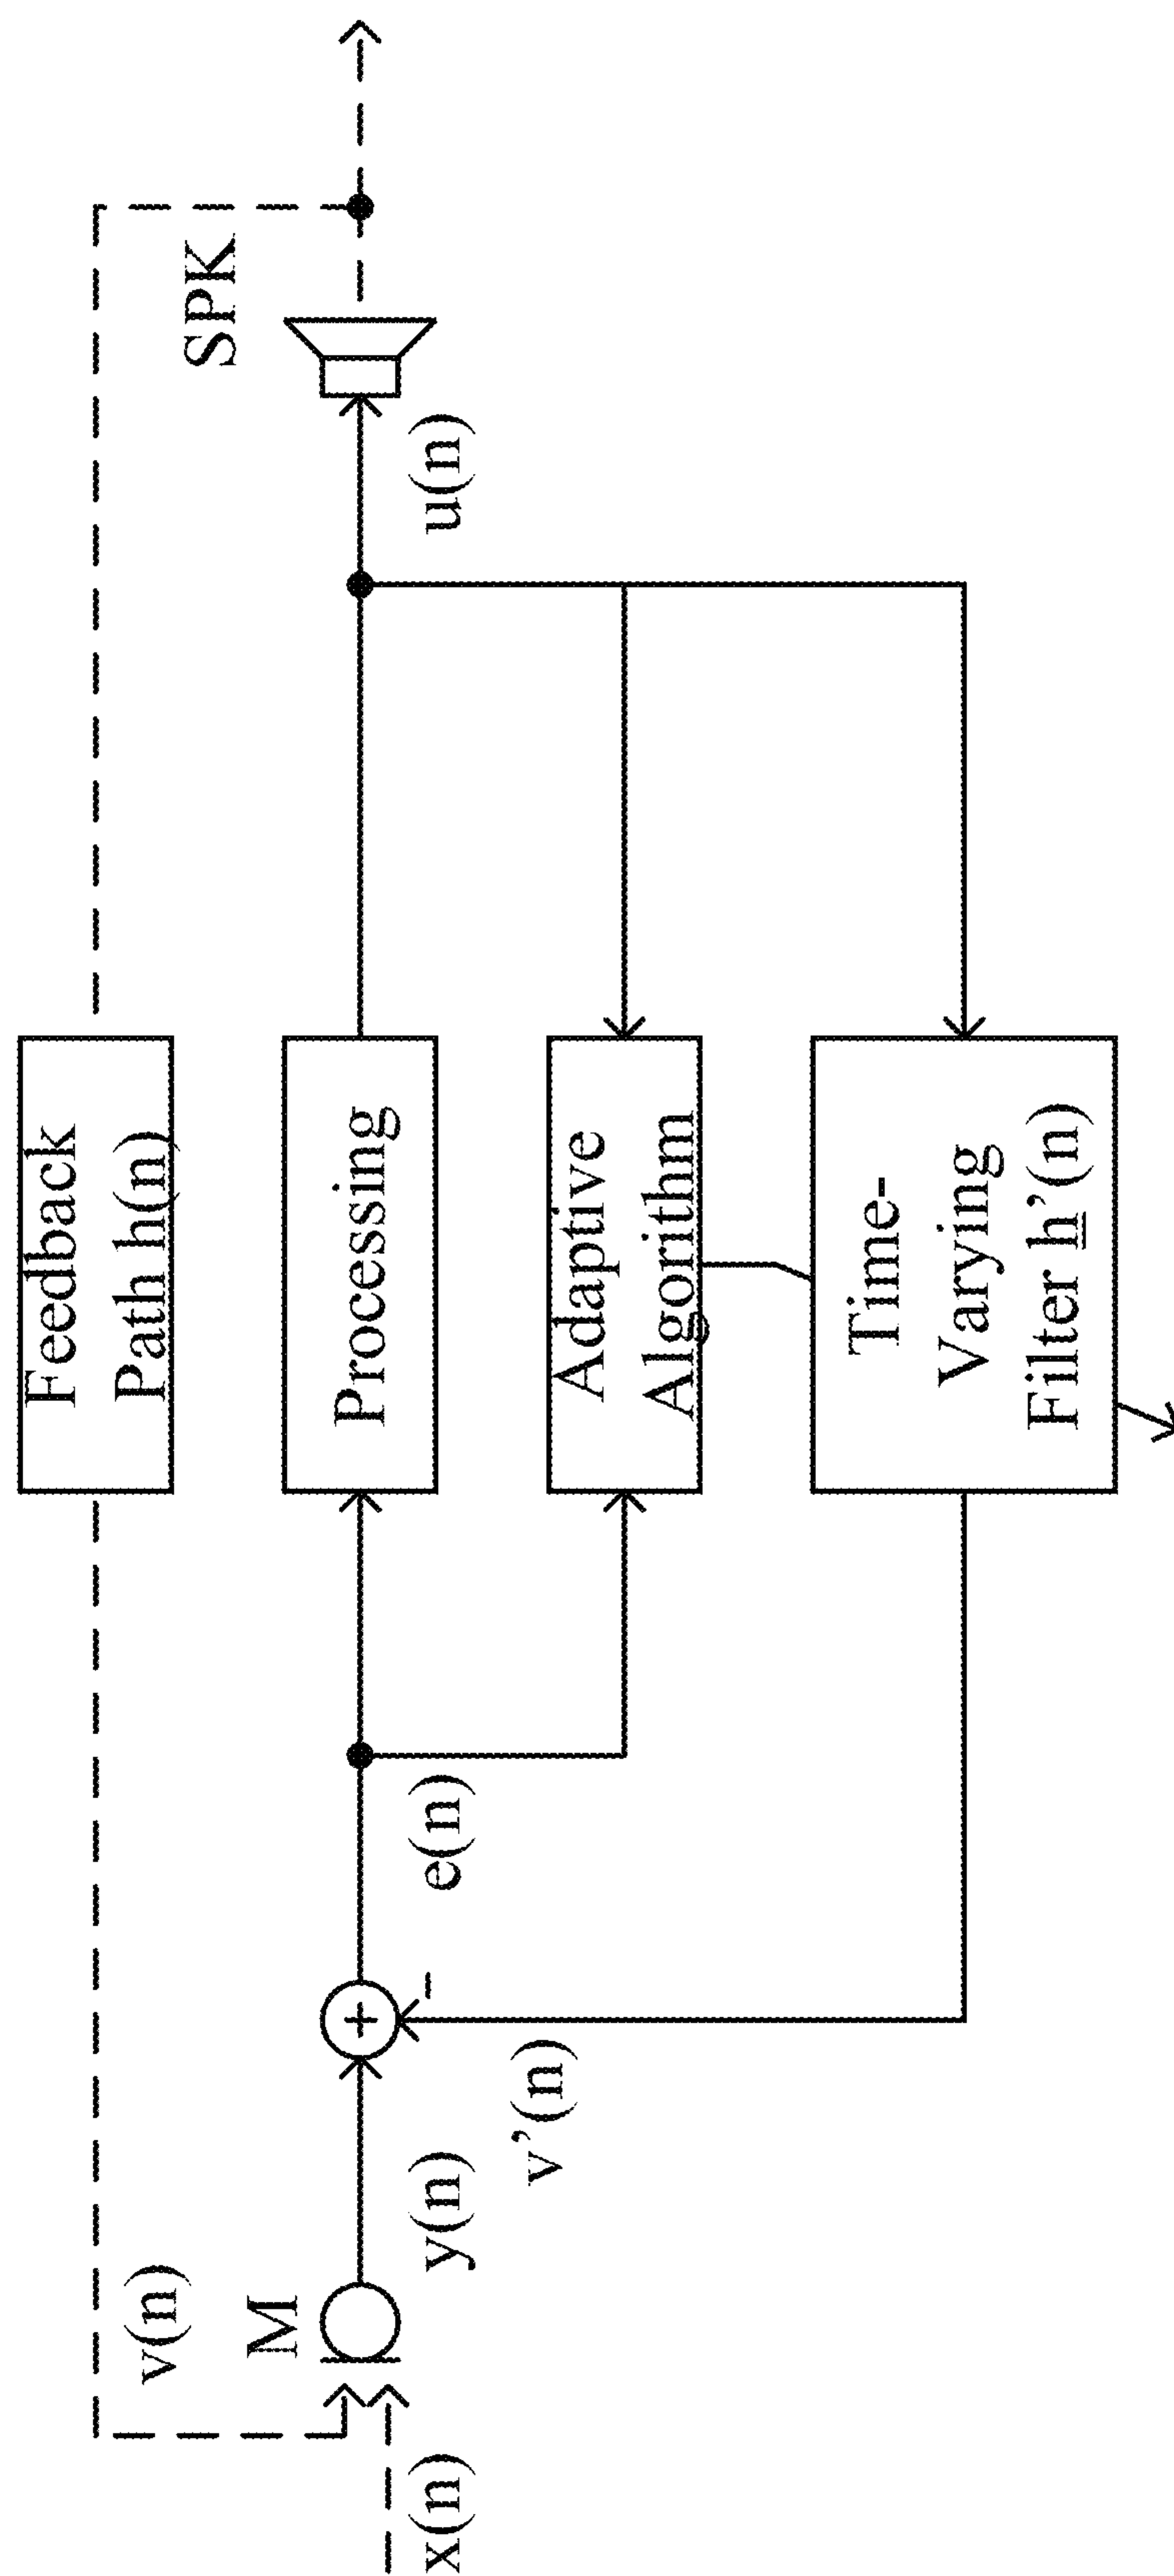 Feedback
Path h(n)
SPK
v(n)
M
x(n)
y(n)
+
-
v’(n)
e(n)
Processing
u(n)
Adaptive
Algorithm
Time-
Varying
Filter h’(n)